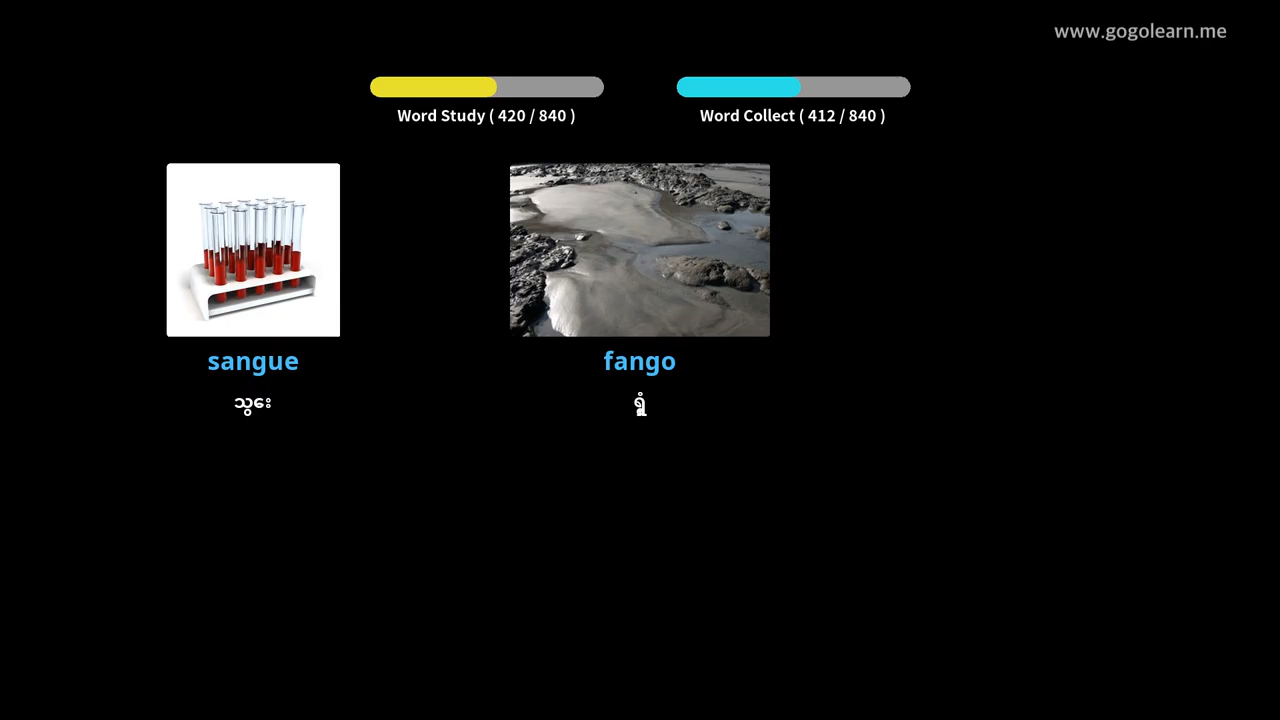 www.gogolearn.me
Word Study ( 420 / 840 )
Word Collect ( 412 / 840 )
sangue
fango
သွေး
ရွှံ့